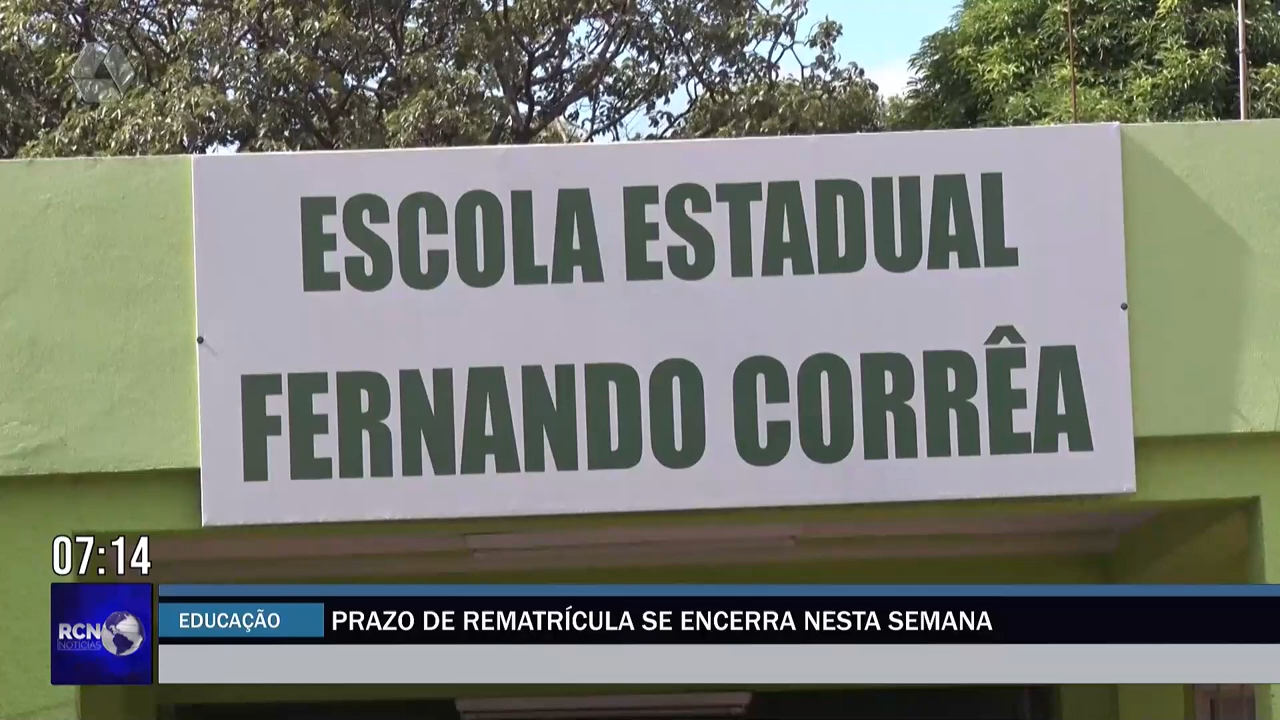 ESCOLA ESTADUAL
FERNANDO CORRÊA
07:14
RCN
NOTÍCIAS
EDUCAÇÃO
PRAZO DE REMATRÍCULA SE ENCERRA NESTA SEMANA